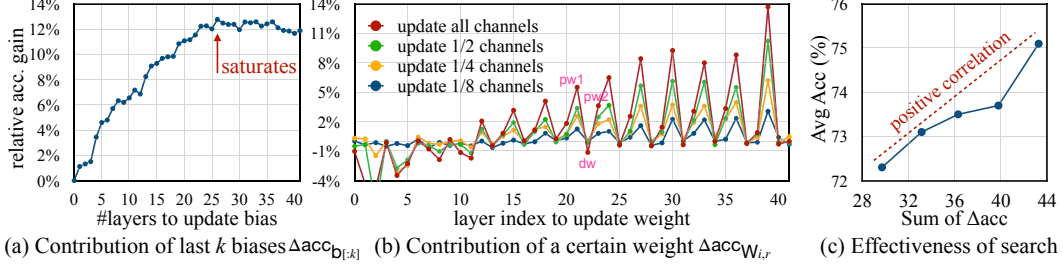 relative acc. gain
14%
12%
10%
8%
6%
4%
2%
0%
saturates
0 10 20 30 40
#layers to update bias
(a) Contribution of last k biases Δacc_b[:k]
14%
11%
8%
5%
2%
-1%
-4%
update all channels
update 1/2 channels
update 1/4 channels
update 1/8 channels
pw1
pw2
dw
0 5 10 15 20 25 30 35 40
layer index to update weight
(b) Contribution of a certain weight Δacc_Wi,r
Avg Acc (%)
76
75
74
73
72
positive correlation
28 32 36 40 44
Sum of Δacc
(c) Effectiveness of search